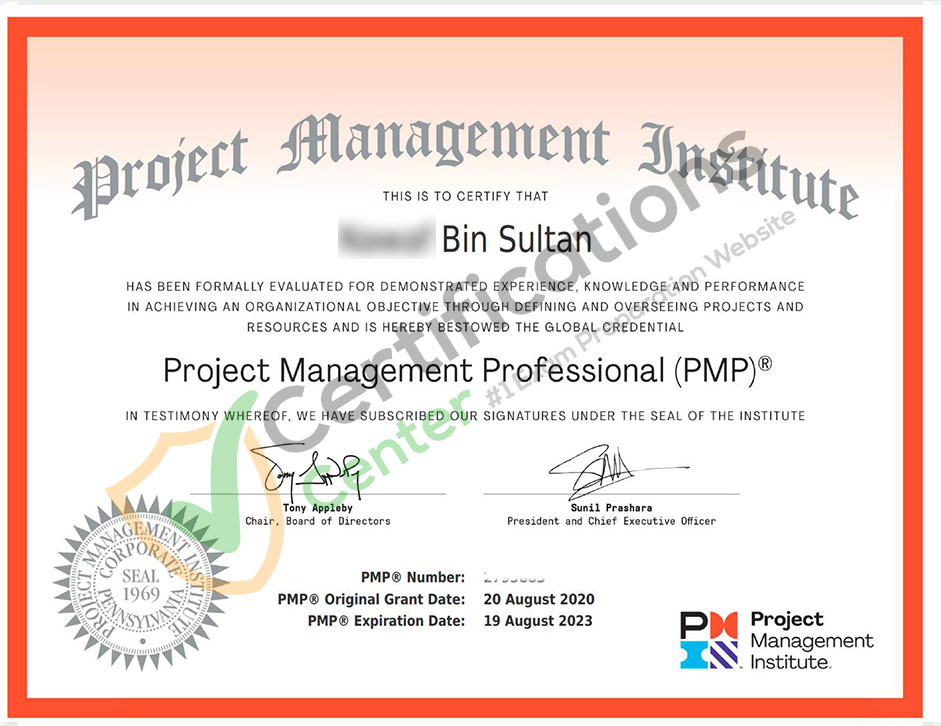 Project Management Institute
THIS IS TO CERTIFY THAT
Bin Sultan
HAS BEEN FORMALLY EVALUATED FOR DEMONSTRATED EXPERIENCE, KNOWLEDGE AND PERFORMANCE
IN ACHIEVING AN ORGANIZATIONAL OBJECTIVE THROUGH DEFINING AND OVERSEEING PROJECTS AND
RESOURCES AND IS HEREBY BESTOWED THE GLOBAL CREDENTIAL
Project Management Professional (PMP)®
IN TESTIMONY WHEREOF, WE HAVE SUBSCRIBED OUR SIGNATURES UNDER THE SEAL OF THE INSTITUTE
Certifications
Center
#1 Exam Preparation Website
Tony Appleby
Chair, Board of Directors
Sunil Prashara
President and Chief Executive Officer
PROJECT MANAGEMENT INSTITUTE
CORPORATE
SEAL
1969
PENNSYLVANIA
PMP® Number:
PMP® Original Grant Date: 20 August 2020
PMP® Expiration Date: 19 August 2023
Project
Management
Institute.